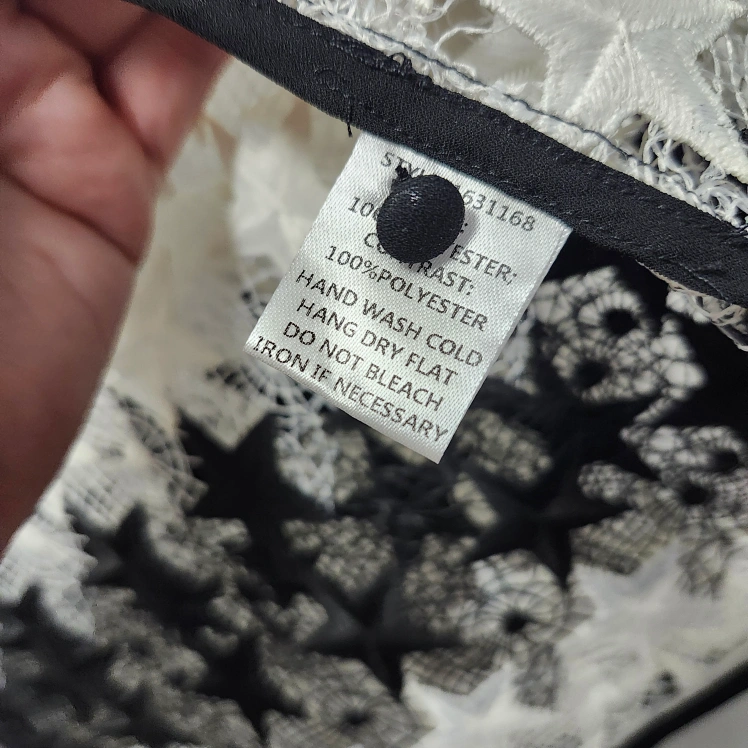 631168
100%POLYESTER
HAND WASH COLD
HANG DRY FLAT
DO NOT BLEACH
IRON IF NECESSARY